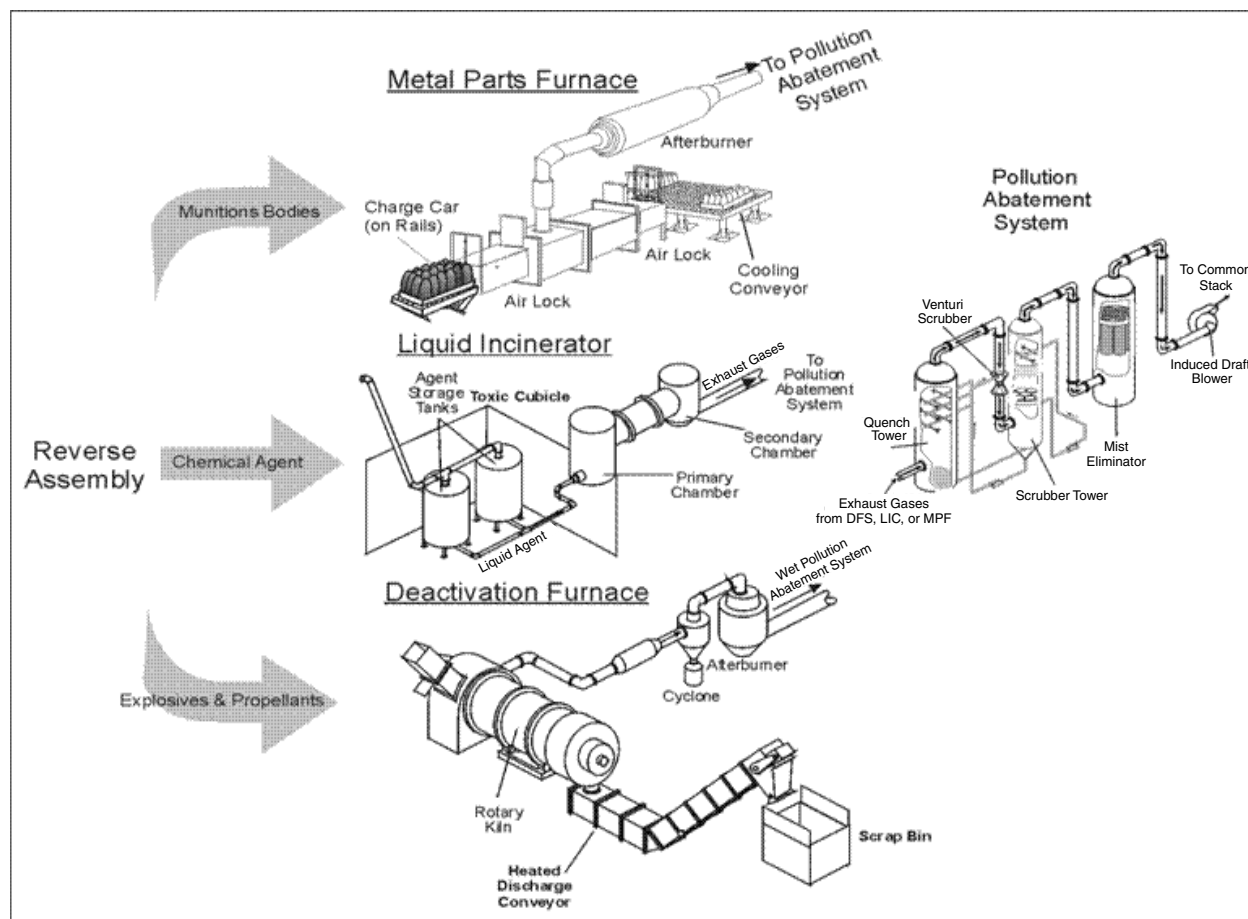 Metal Parts Furnace
To Pollution
Abatement
System
Afterburner
Munitions Bodies
Charge Car
(on Rails)
Air Lock
Air Lock
Cooling
Conveyor
Liquid Incinerator
Agent
Storage
Tanks
Toxic Cubicle
Exhaust Gases
To
Pollution
Abatement
System
Secondary
Chamber
Primary
Chamber
Liquid Agent
Reverse
Assembly
Chemical Agent
Deactivation Furnace
Wet Pollution
Abatement System
Afterburner
Cyclone
Explosives & Propellants
Rotary
Kiln
Heated
Discharge
Conveyor
Scrap Bin
Pollution
Abatement
System
To Common
Stack
Venturi
Scrubber
Induced Draft
Blower
Quench
Tower
Mist
Eliminator
Scrubber Tower
Exhaust Gases
from DFS, LIC, or MPF